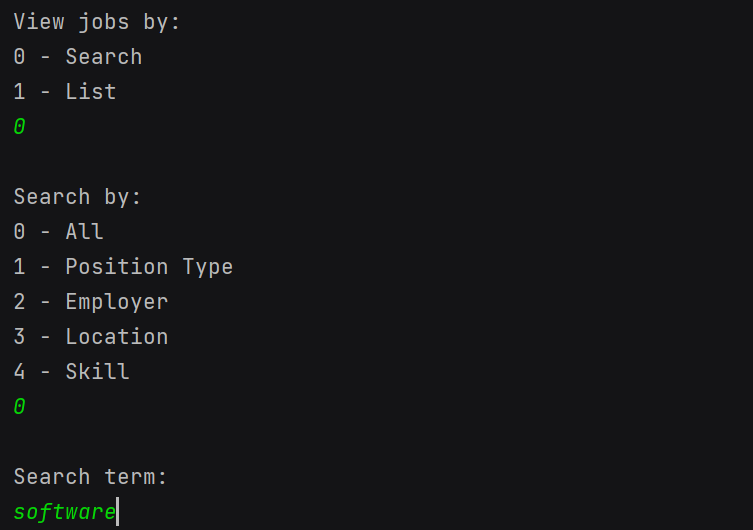 View jobs by:
0 - Search
1 - List
0
Search by:
0 - All
1 - Position Type
2 - Employer
3 - Location
4 - Skill
0
Search term:
software